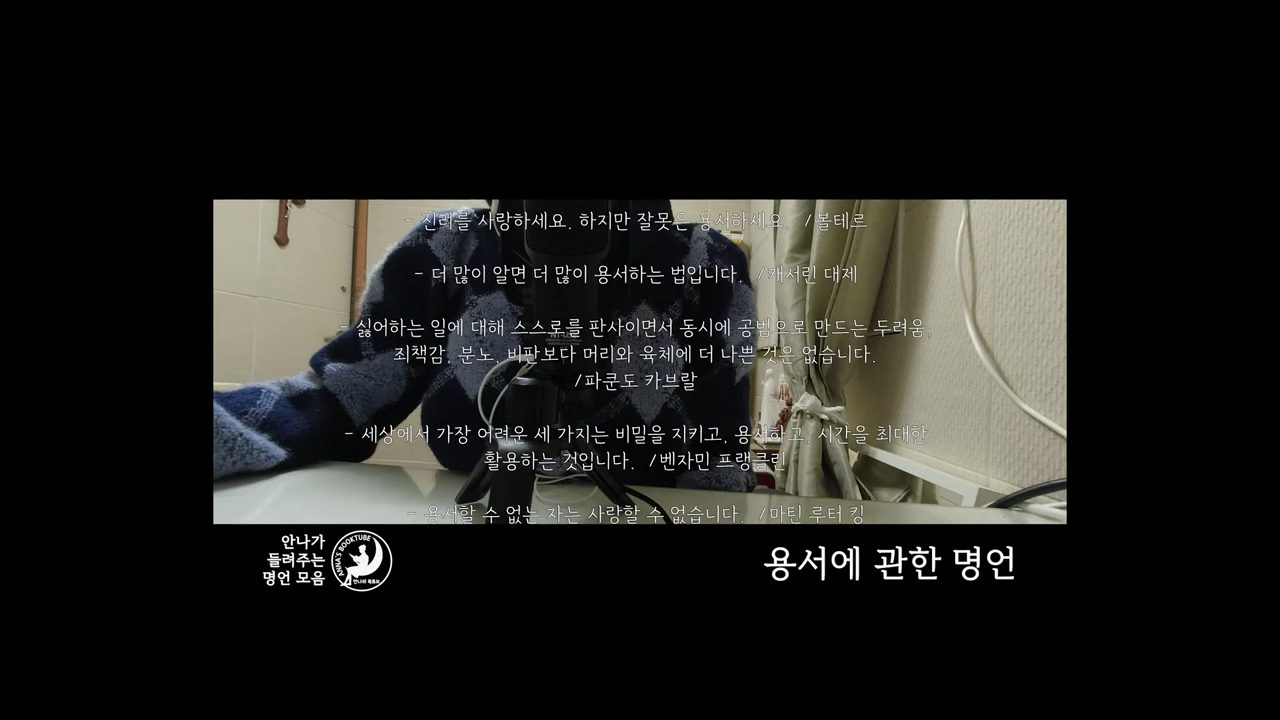 - 진리를 사랑하세요. 하지만 잘못은 용서하세요. /볼테르
- 더 많이 알면 더 많이 용서하는 법입니다. /캐서린 대제
- 싫어하는 일에 대해 스스로를 판사이면서 동시에 공범으로 만드는 두려움,
죄책감, 분노, 비판보다 머리와 육체에 더 나쁜 것은 없습니다.
/파쿤도 카브랄
- 세상에서 가장 어려운 세 가지는 비밀을 지키고, 용서하고, 시간을 최대한
활용하는 것입니다. /벤자민 프랭클린
- 용서할 수 없는 자는 사랑할 수 없습니다. /마틴 루터 킹
안나가
들려주는
명언 모음
ANNA'S BOOKTUBE
안나의 북튜브
용서에 관한 명언